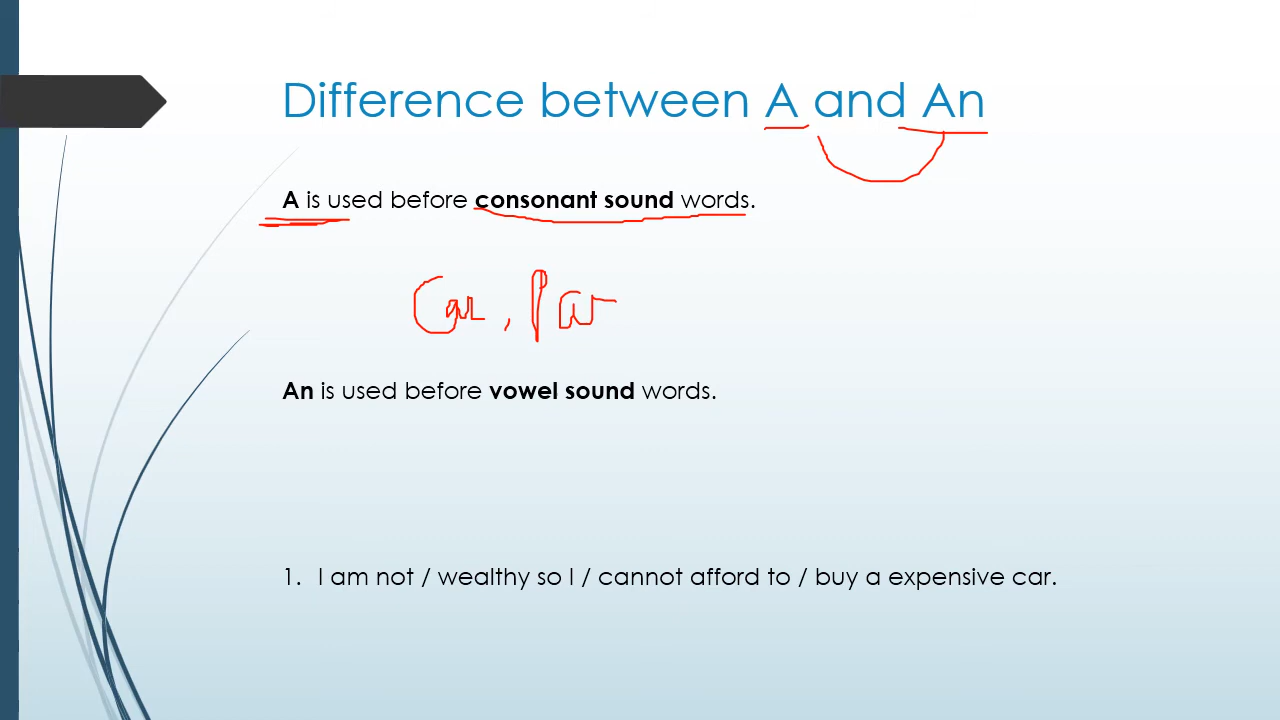 Difference between A and An
A is used before consonant sound words.
Car, Par
An is used before vowel sound words.
1. I am not / wealthy so I / cannot afford to / buy a expensive car.